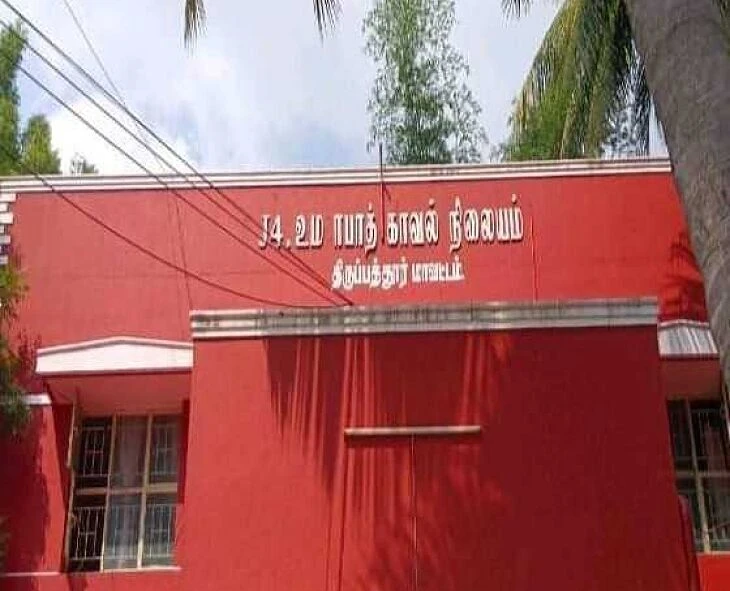 J4. உம ராபாத் காவல் நிலையம்
திருப்பத்தூர் மாவட்டம்.